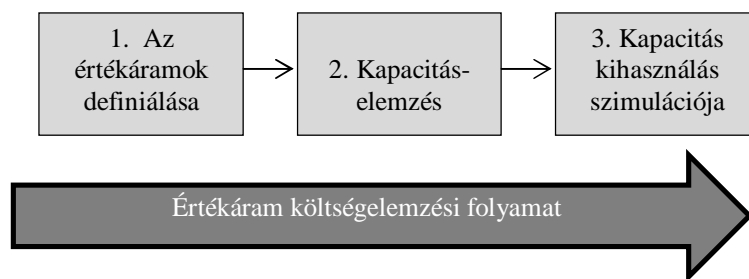 1. Az
értékáramok
definiálása
2. Kapacitás-
elemzés
3. Kapacitás
kihasználás
szimulációja
Értékáram költségelemzési folyamat